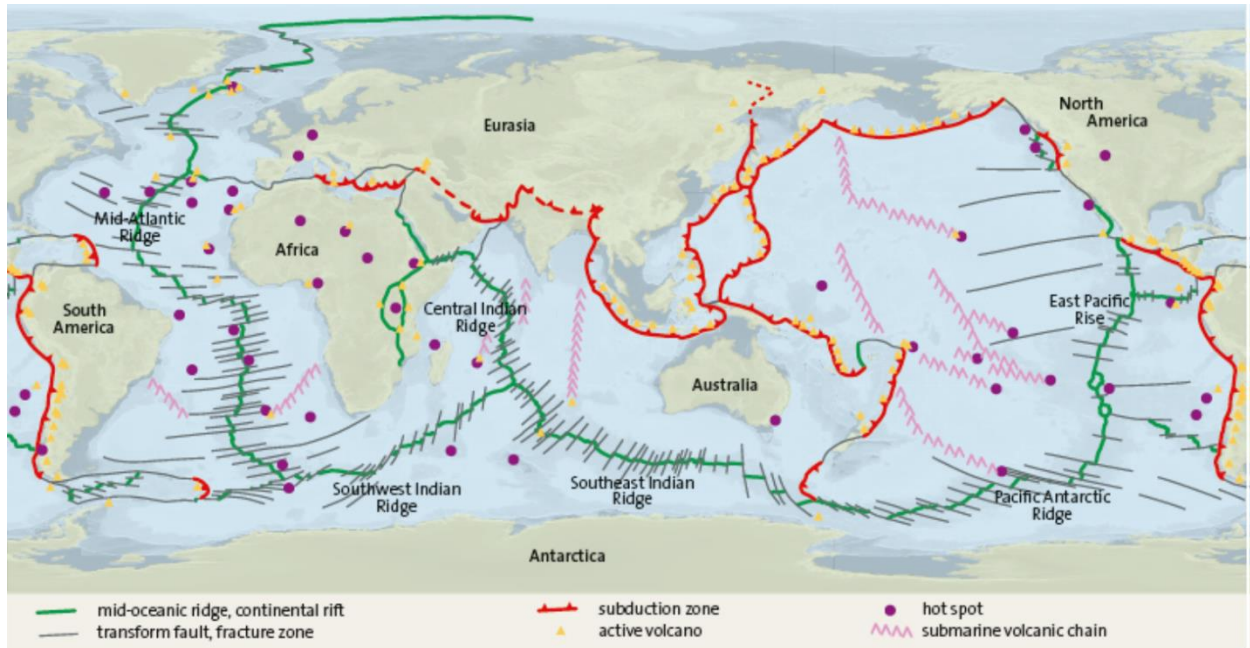 North
America
Eurasia
Mid-Atlantic
Ridge
Africa
South
America
Central Indian
Ridge
East Pacific
Rise
Australia
Southwest Indian
Ridge
Southeast Indian
Ridge
Pacific Antarctic
Ridge
Antarctica
mid-oceanic ridge, continental rift
transform fault, fracture zone
subduction zone
active volcano
hot spot
submarine volcanic chain